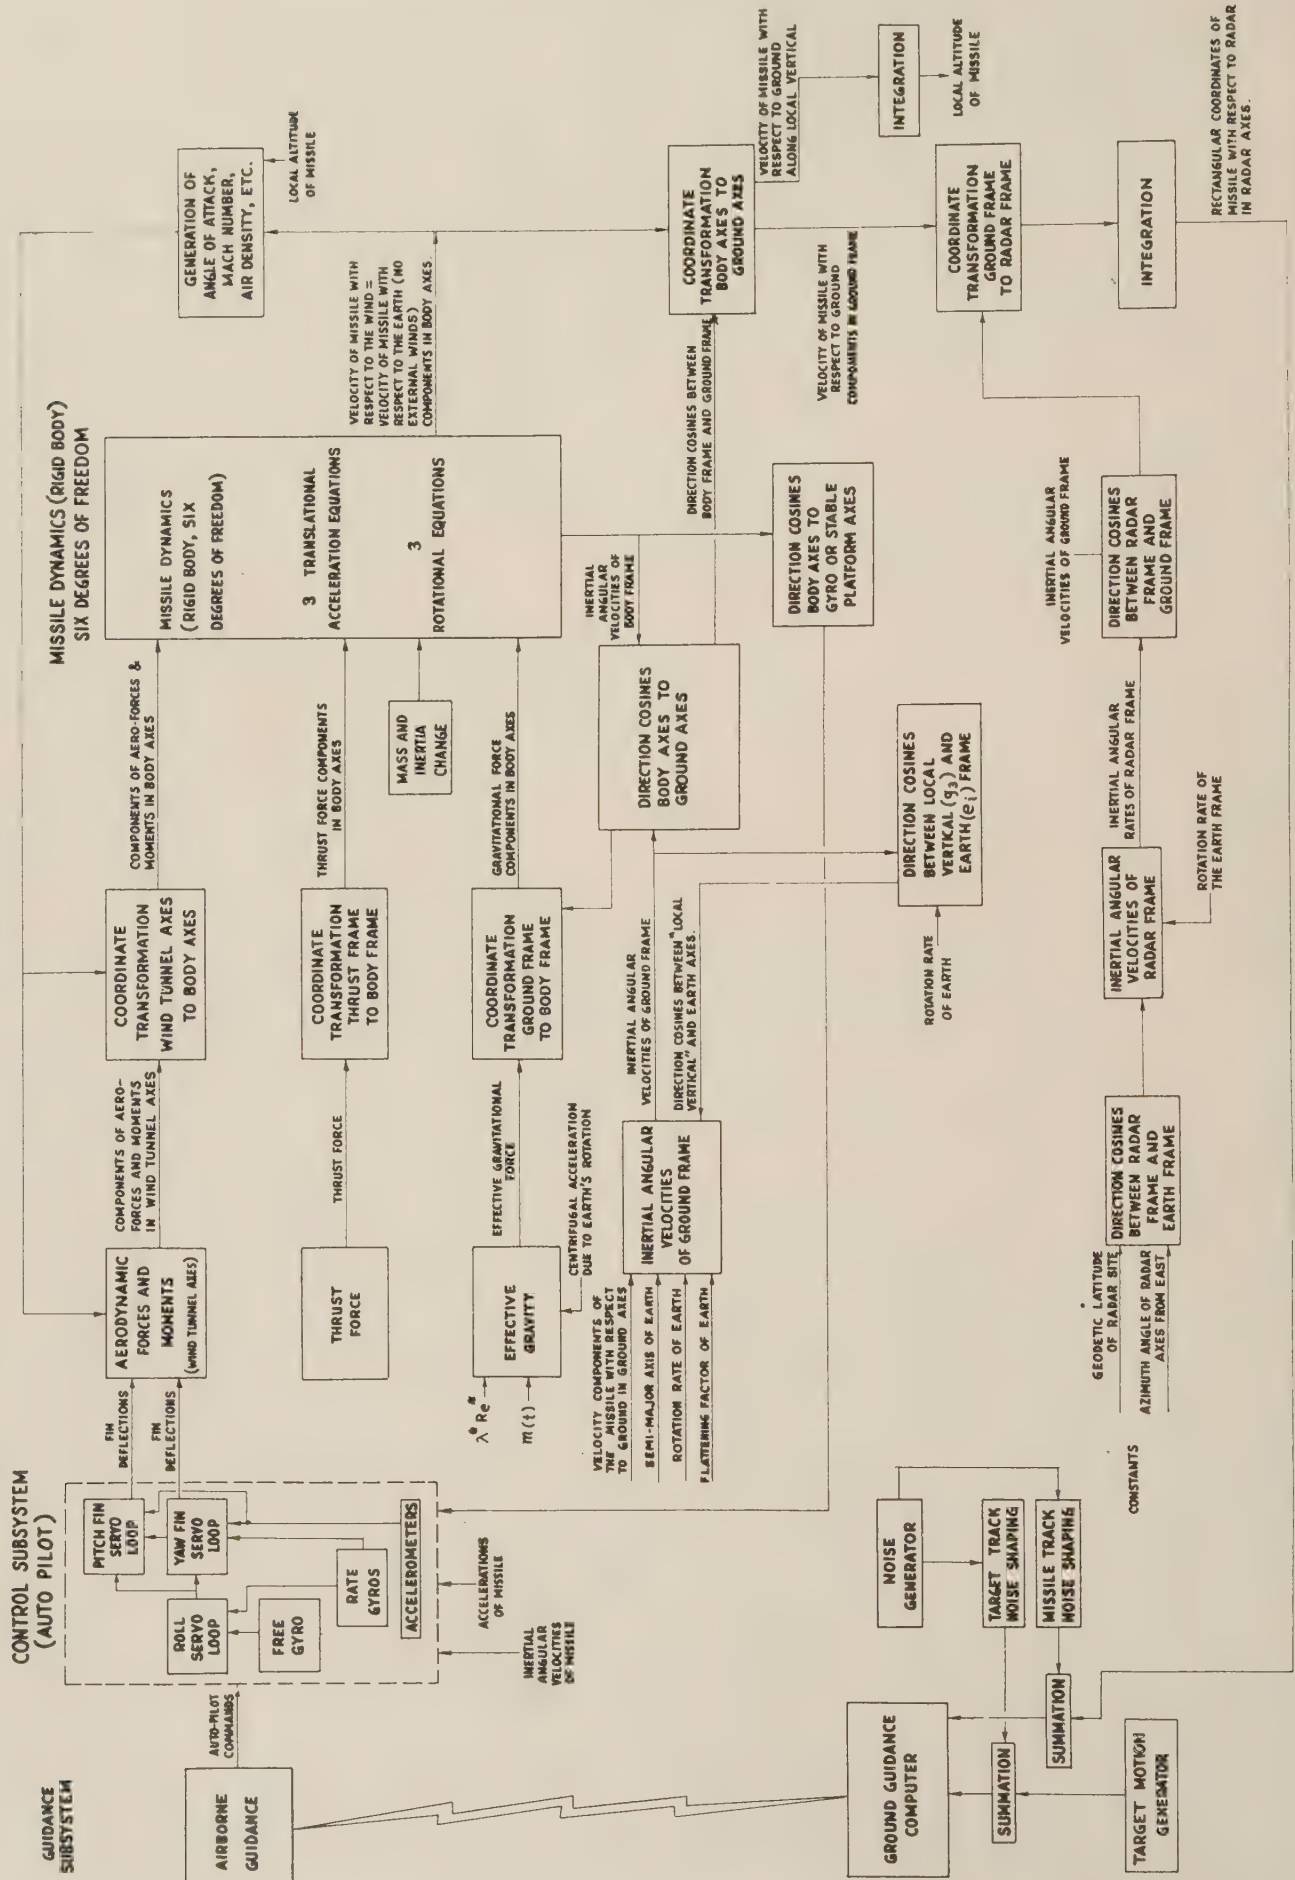 MISSILE DYNAMICS (RIGID BODY)
SIX DEGREES OF FREEDOM
CONTROL SUBSYSTEM
(AUTO PILOT)
GUIDANCE
SUBSYSTEM
AIRBORNE
GUIDANCE
AUTO-PILOT
COMMANDS
PITCH FIN
SERVO
LOOP
YAW FIN
SERVO
LOOP
ROLL
SERVO
LOOP
FREE
GYRO
RATE
GYROS
ACCELEROMETERS
INERTIAL
ANGULAR
VELOCITIES
OF MISSILE
ACCELERATIONS
OF MISSILE
FIN
DEFLECTIONS
FIN
DEFLECTIONS
AERODYNAMIC
FORCES AND
MOMENTS
(WIND TUNNEL AXES)
COMPONENTS OF AERO-
FORCES AND MOMENTS
IN WIND TUNNEL AXES
COORDINATE
TRANSFORMATION
WIND TUNNEL AXES
TO BODY AXES
COMPONENTS OF AERO-FORCES &
MOMENTS IN BODY AXES
MISSILE DYNAMICS
(RIGID BODY, SIX
DEGREES OF FREEDOM)
3 TRANSLATIONAL
ACCELERATION EQUATIONS
3
ROTATIONAL EQUATIONS
GENERATION OF
ANGLE OF ATTACK,
MACH NUMBER,
AIR DENSITY, ETC.
LOCAL ALTITUDE
OF MISSILE
VELOCITY OF MISSILE WITH
RESPECT TO THE WIND =
VELOCITY OF MISSILE WITH
RESPECT TO THE EARTH (NO
EXTERNAL WINDS)
COMPONENTS IN BODY AXES.
THRUST
FORCE
THRUST FORCE
COORDINATE
TRANSFORMATION
THRUST FRAME
TO BODY FRAME
THRUST FORCE COMPONENTS
IN BODY AXES
MASS AND
INERTIA
CHANGE
λ* Re*
m(t)
EFFECTIVE
GRAVITY
CENTRIFUGAL ACCELERATION
DUE TO EARTH'S ROTATION
EFFECTIVE GRAVITATIONAL
FORCE
COORDINATE
TRANSFORMATION
GROUND FRAME
TO BODY FRAME
GRAVITATIONAL FORCE
COMPONENTS IN BODY AXES
VELOCITY COMPONENTS OF
THE MISSILE WITH RESPECT
TO GROUND IN GROUND AXES
SEMI-MAJOR AXIS OF EARTH
ROTATION RATE OF EARTH
FLATTENING FACTOR OF EARTH
INERTIAL ANGULAR
VELOCITIES
OF GROUND FRAME
INERTIAL ANGULAR
VELOCITIES OF GROUND FRAME
DIRECTION COSINES BETWEEN "LOCAL
VERTICAL" AND EARTH AXES.
INERTIAL
ANGULAR
VELOCITIES OF
BODY FRAME
DIRECTION COSINES
BODY AXES TO
GROUND AXES
DIRECTION COSINES BETWEEN
BODY FRAME AND GROUND FRAME
COORDINATE
TRANSFORMATION
BODY AXES TO
GROUND AXES
VELOCITY OF MISSILE WITH
RESPECT TO GROUND
ALONG LOCAL VERTICAL
INTEGRATION
LOCAL ALTITUDE
OF MISSILE
DIRECTION COSINES
BODY AXES TO
GYRO OR STABLE
PLATFORM AXES
VELOCITY OF MISSILE WITH
RESPECT TO GROUND
COMPONENTS IN GROUND FRAME
ROTATION RATE
OF EARTH
DIRECTION COSINES
BETWEEN LOCAL
VERTICAL (g3) AND
EARTH (ei) FRAME
COORDINATE
TRANSFORMATION
GROUND FRAME
TO RADAR FRAME
INTEGRATION
RECTANGULAR COORDINATES OF
MISSILE WITH RESPECT TO RADAR
IN RADAR AXES.
CONSTANTS
GEODETIC LATITUDE
OF RADAR SITE
AZIMUTH ANGLE OF RADAR
AXES FROM EAST
DIRECTION COSINES
BETWEEN RADAR
FRAME AND
EARTH FRAME
INERTIAL ANGULAR
VELOCITIES OF
RADAR FRAME
ROTATION RATE OF
THE EARTH FRAME
INERTIAL ANGULAR
RATES OF RADAR FRAME
INERTIAL ANGULAR
VELOCITIES OF GROUND FRAME
DIRECTION COSINES
BETWEEN RADAR
FRAME AND
GROUND FRAME
GROUND GUIDANCE
COMPUTER
NOISE
GENERATOR
TARGET TRACK
NOISE SHAPING
MISSILE TRACK
NOISE SHAPING
SUMMATION
SUMMATION
TARGET MOTION
GENERATOR